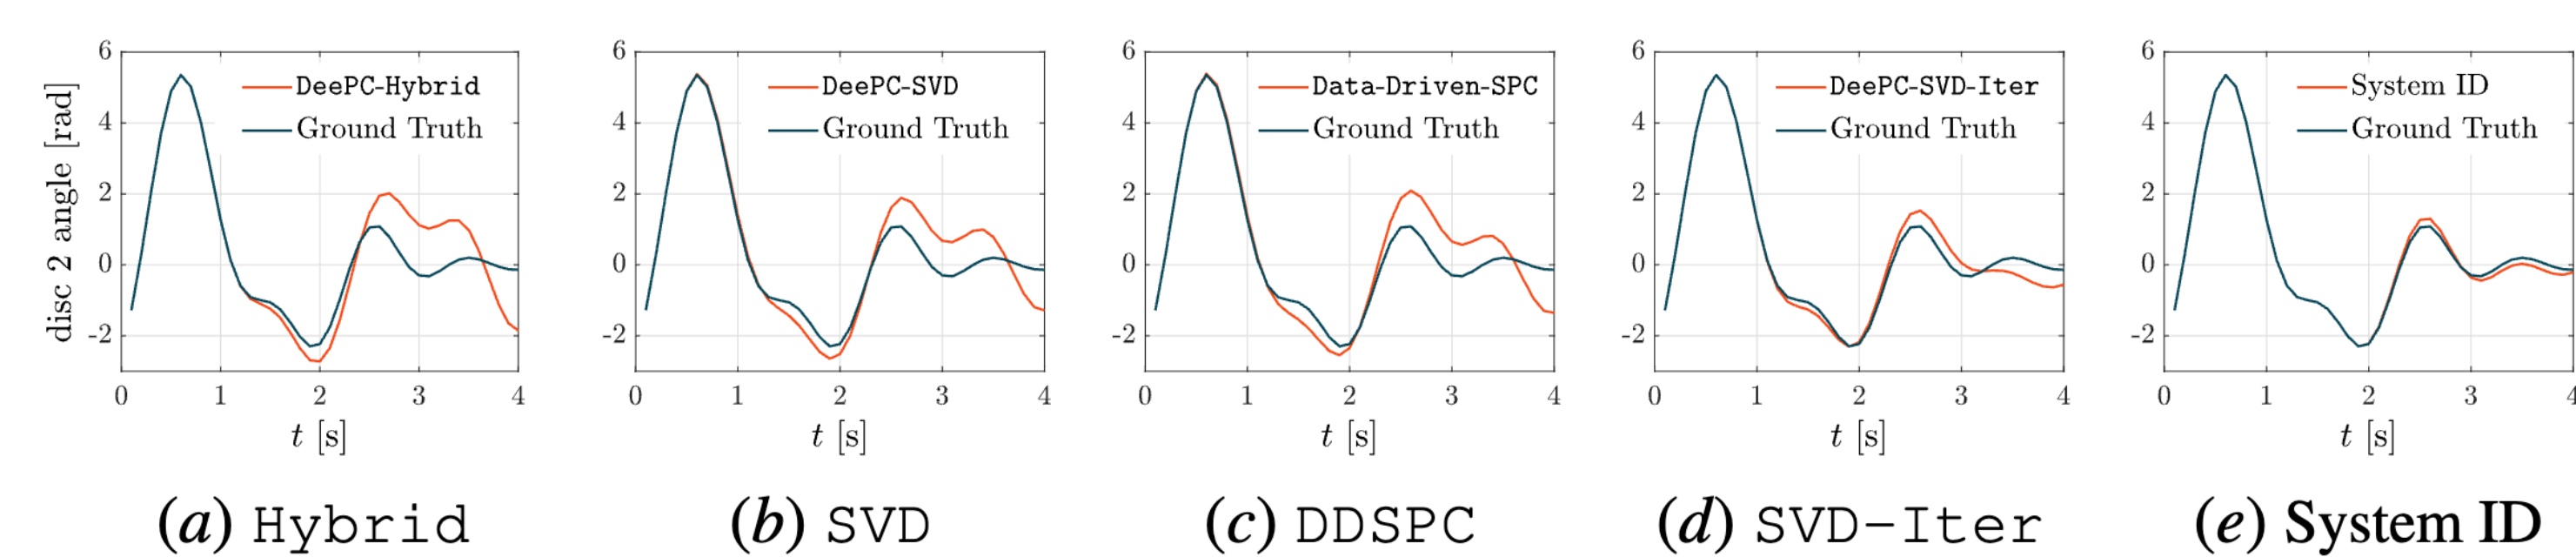 disc 2 angle [rad]
6
4
2
0
-2
0 1 2 3 4
t [s]
DeePC-Hybrid
Ground Truth
(a) Hybrid
6
4
2
0
-2
0 1 2 3 4
t [s]
DeePC-SVD
Ground Truth
(b) SVD
6
4
2
0
-2
0 1 2 3 4
t [s]
Data-Driven-SPC
Ground Truth
(c) DDSPC
6
4
2
0
-2
0 1 2 3 4
t [s]
DeePC-SVD-Iter
Ground Truth
(d) SVD-Iter
6
4
2
0
-2
0 1 2 3 4
t [s]
System ID
Ground Truth
(e) System ID